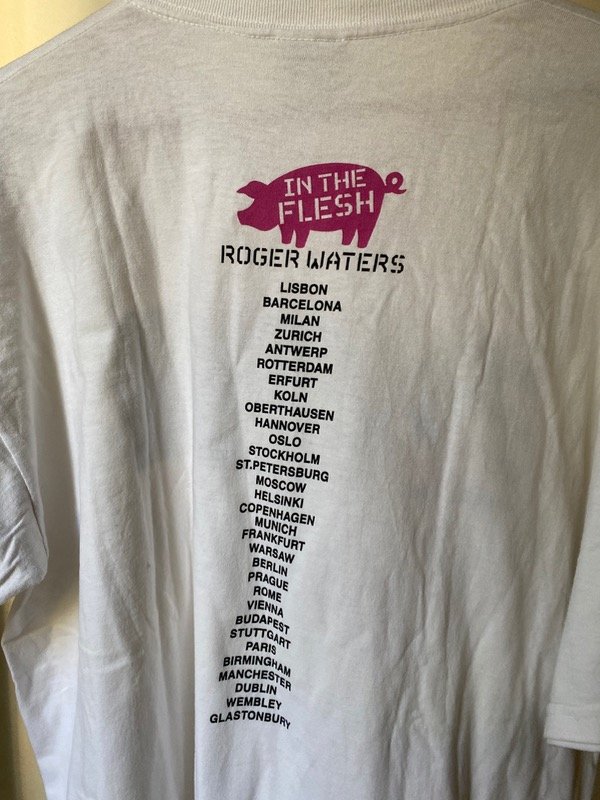 IN THE
FLESH
ROGER WATERS
LISBON
BARCELONA
MILAN
ZURICH
ANTWERP
ROTTERDAM
ERFURT
KOLN
OBERTHAUSEN
HANNOVER
OSLO
STOCKHOLM
ST.PETERSBURG
MOSCOW
HELSINKI
COPENHAGEN
MUNICH
FRANKFURT
WARSAW
BERLIN
PRAGUE
ROME
VIENNA
BUDAPEST
STUTTGART
PARIS
BIRMINGHAM
MANCHESTER
DUBLIN
WEMBLEY
GLASTONBURY